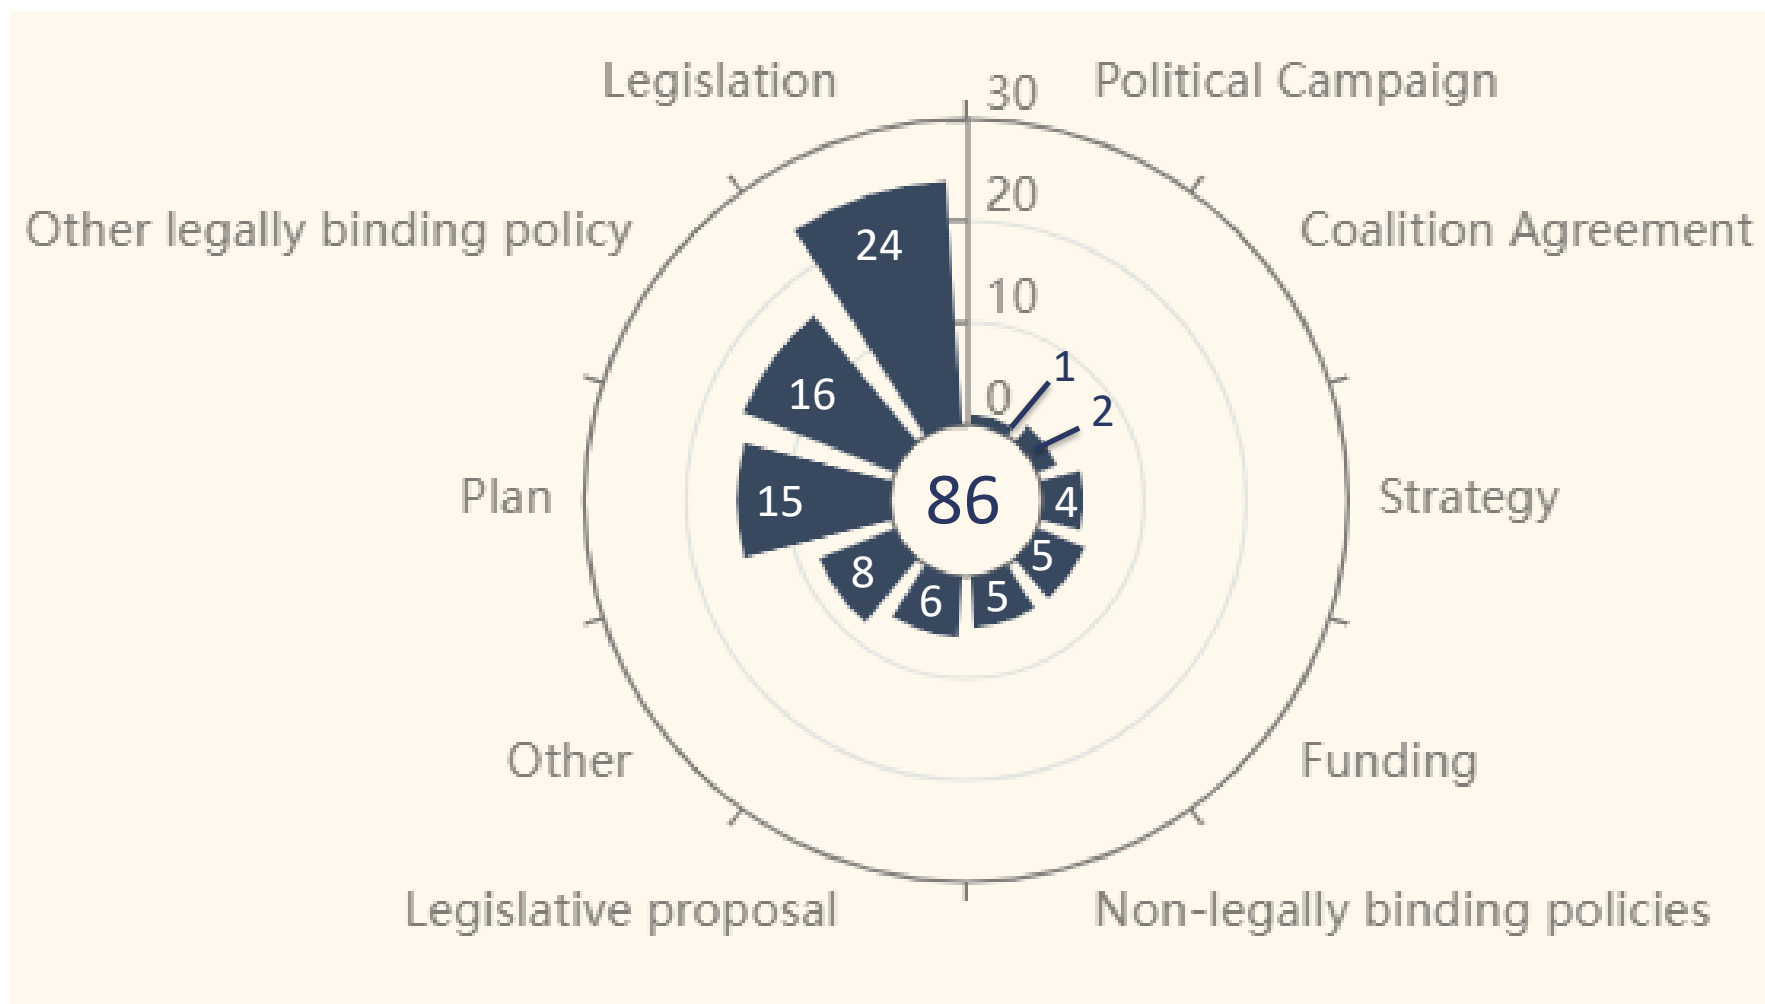 Legislation
30
Political Campaign
Other legally binding policy
24
20
Coalition Agreement
10
16
1
0
2
Plan
15
86
4
Strategy
8
5
6
5
Other
Funding
Legislative proposal
Non-legally binding policies